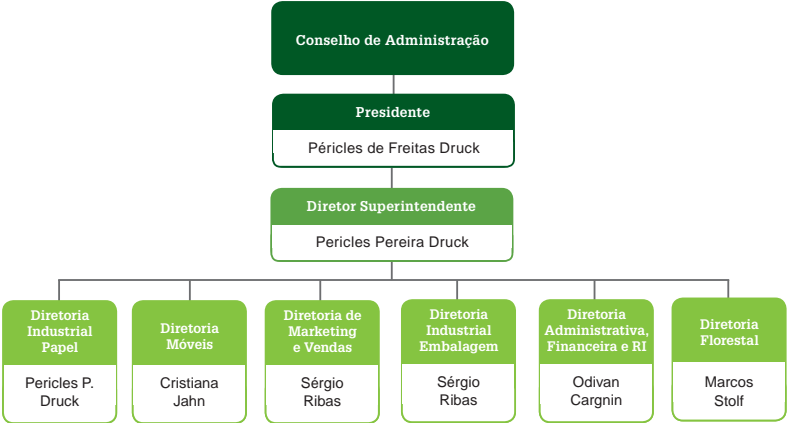 Conselho de Administração
Presidente
Péricles de Freitas Druck
Diretor Superintendente
Pericles Pereira Druck
Diretoria
Industrial
Papel
Pericles P.
Druck
Diretoria
Móveis
Cristiana
Jahn
Diretoria de
Marketing
e Vendas
Sérgio
Ribas
Diretoria
Industrial
Embalagem
Sérgio
Ribas
Diretoria
Administrativa,
Financeira e RI
Odivan
Cargnin
Diretoria
Florestal
Marcos
Stolf